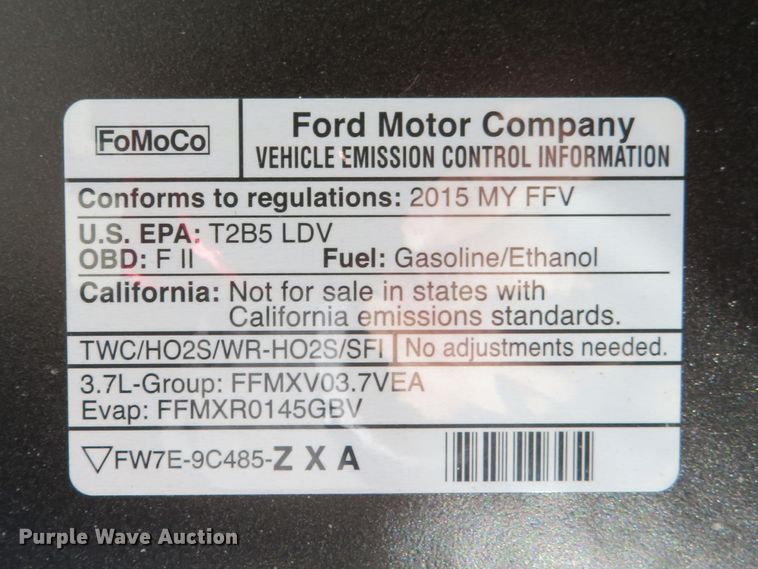 FoMoCo
Ford Motor Company
VEHICLE EMISSION CONTROL INFORMATION
Conforms to regulations: 2015 MY FFV
U.S. EPA: T2B5 LDV
OBD: F II Fuel: Gasoline/Ethanol
California: Not for sale in states with
California emissions standards.
TWC/HO2S/WR-HO2S/SFI No adjustments needed.
3.7L-Group: FFMXV03.7VEA
Evap: FFMXR0145GBV
▽FW7E-9C485-Z X A
Purple Wave Auction